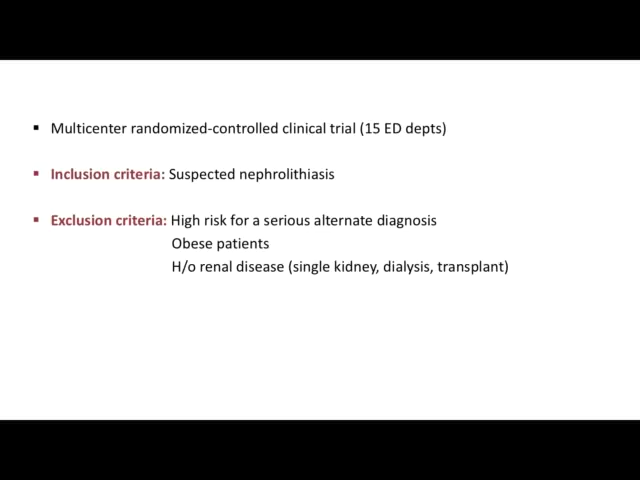 ▪ Multicenter randomized-controlled clinical trial (15 ED depts)
▪ Inclusion criteria: Suspected nephrolithiasis
▪ Exclusion criteria: High risk for a serious alternate diagnosis
Obese patients
H/o renal disease (single kidney, dialysis, transplant)